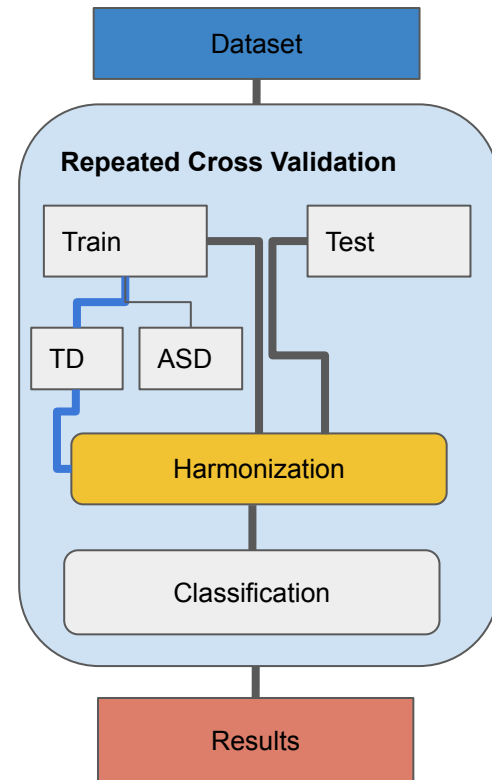 Dataset
Repeated Cross Validation
Train
Test
TD
ASD
Harmonization
Classification
Results